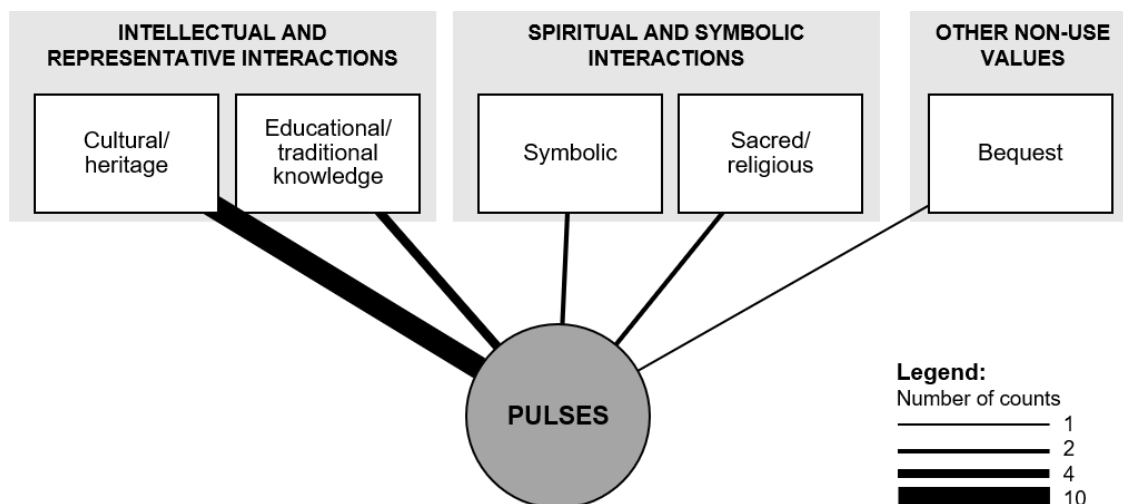 INTELLECTUAL AND
REPRESENTATIVE INTERACTIONS
Cultural/
heritage
Educational/
traditional
knowledge
SPIRITUAL AND SYMBOLIC
INTERACTIONS
Symbolic
Sacred/
religious
OTHER NON-USE
VALUES
Bequest
PULSES
Legend:
Number of counts
1
2
4
10